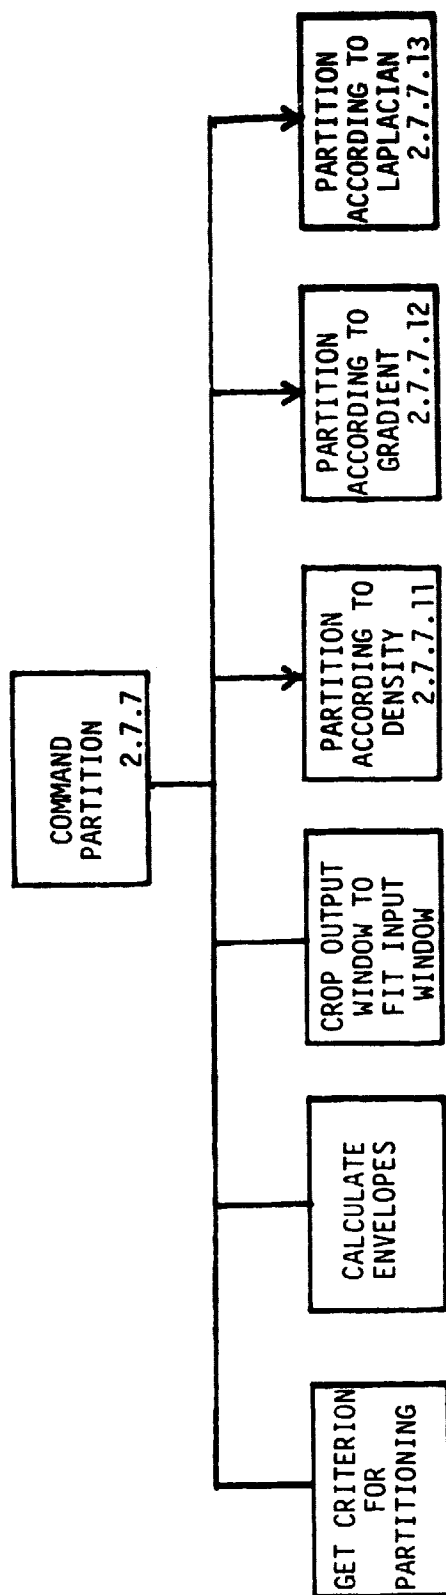 COMMAND
PARTITION
2.7.7
GET CRITERION
FOR
PARTITIONING
CALCULATE
ENVELOPES
CROP OUTPUT
WINDOW TO
FIT INPUT
WINDOW
PARTITION
ACCORDING TO
DENSITY
2.7.7.11
PARTITION
ACCORDING TO
GRADIENT
2.7.7.12
PARTITION
ACCORDING TO
LAPLACIAN
2.7.7.13